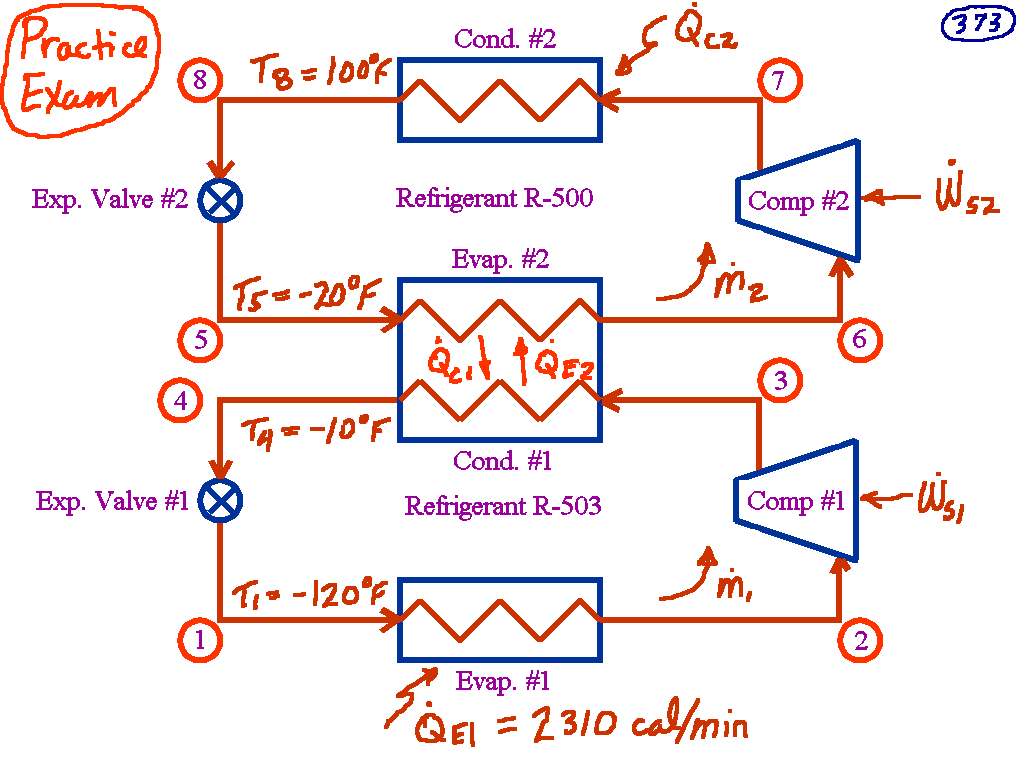 Practice
Exam
373
Cond. #2
Q̇C2
8
T8 = 100°F
7
Exp. Valve #2
Refrigerant R-500
Comp #2
ẆS2
Evap. #2
ṁ2
T5 = -20°F
5
6
Q̇C1
Q̇E2
4
3
T4 = -10°F
Cond. #1
Exp. Valve #1
Refrigerant R-503
Comp #1
ẆS1
T1 = -120°F
ṁ1
1
2
Evap. #1
Q̇E1 = 2310 cal/min